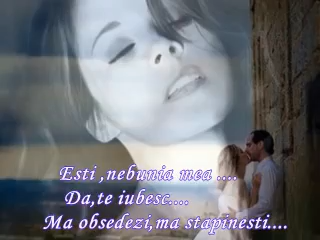 Esti ,nebunia mea ....
Da,te iubesc....
Ma obsedezi,ma stapinesti....